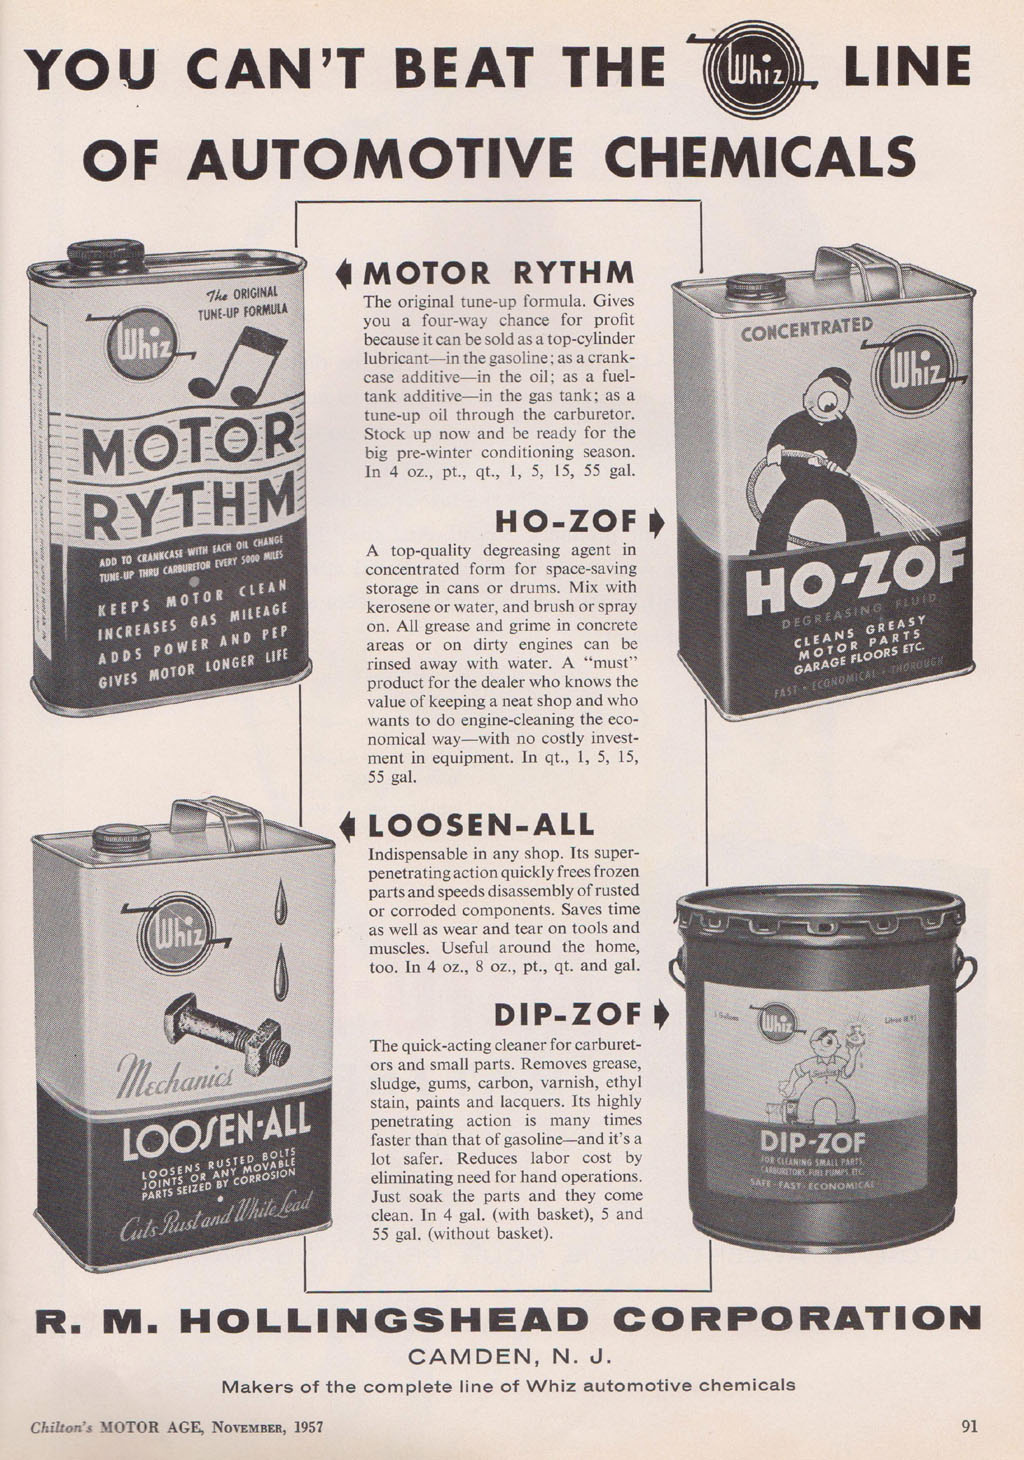 YOU CAN'T BEAT THE Whiz LINE
OF AUTOMOTIVE CHEMICALS
The ORIGINAL
TUNE-UP FORMULA
Whiz
MOTOR
RYTHM
ADD TO CRANKCASE WITH EACH OIL CHANGE
TUNE-UP THRU CARBURETOR EVERY 5000 MILES
KEEPS MOTOR CLEAN
INCREASES GAS MILEAGE
ADDS POWER AND PEP
GIVES MOTOR LONGER LIFE
MOTOR RYTHM
The original tune-up formula. Gives
you a four-way chance for profit
because it can be sold as a top-cylinder
lubricant—in the gasoline; as a crank-
case additive—in the oil; as a fuel-
tank additive—in the gas tank; as a
tune-up oil through the carburetor.
Stock up now and be ready for the
big pre-winter conditioning season.
In 4 oz., pt., qt., 1, 5, 15, 55 gal.
CONCENTRATED
Whiz
HO-ZOF
DEGREASING FLUID
CLEANS GREASY
MOTOR PARTS
GARAGE FLOORS ETC.
FAST • ECONOMICAL • THOROUGH
HO-ZOF
A top-quality degreasing agent in
concentrated form for space-saving
storage in cans or drums. Mix with
kerosene or water, and brush or spray
on. All grease and grime in concrete
areas or on dirty engines can be
rinsed away with water. A “must”
product for the dealer who knows the
value of keeping a neat shop and who
wants to do engine-cleaning the eco-
nomical way—with no costly invest-
ment in equipment. In qt., 1, 5, 15,
55 gal.
Whiz
Mechanics
LOOSEN-ALL
LOOSENS RUSTED BOLTS
JOINTS OR ANY MOVABLE
PARTS SEIZED BY CORROSION
Cuts Rust and White Lead
LOOSEN-ALL
Indispensable in any shop. Its super-
penetrating action quickly frees frozen
parts and speeds disassembly of rusted
or corroded components. Saves time
as well as wear and tear on tools and
muscles. Useful around the home,
too. In 4 oz., 8 oz., pt., qt. and gal.
DIP-ZOF
The quick-acting cleaner for carburet-
ors and small parts. Removes grease,
sludge, gums, carbon, varnish, ethyl
stain, paints and lacquers. Its highly
penetrating action is many times
faster than that of gasoline—and it's a
lot safer. Reduces labor cost by
eliminating need for hand operations.
Just soak the parts and they come
clean. In 4 gal. (with basket), 5 and
55 gal. (without basket).
5 Gallons
Whiz
DIP-ZOF
FOR CLEANING SMALL PARTS,
CARBURETORS, FUEL PUMPS, ETC.
SAFE - FAST - ECONOMICAL
R. M. HOLLINGSHEAD CORPORATION
CAMDEN, N. J.
Makers of the complete line of Whiz automotive chemicals
Chilton's MOTOR AGE, NOVEMBER, 1957
91